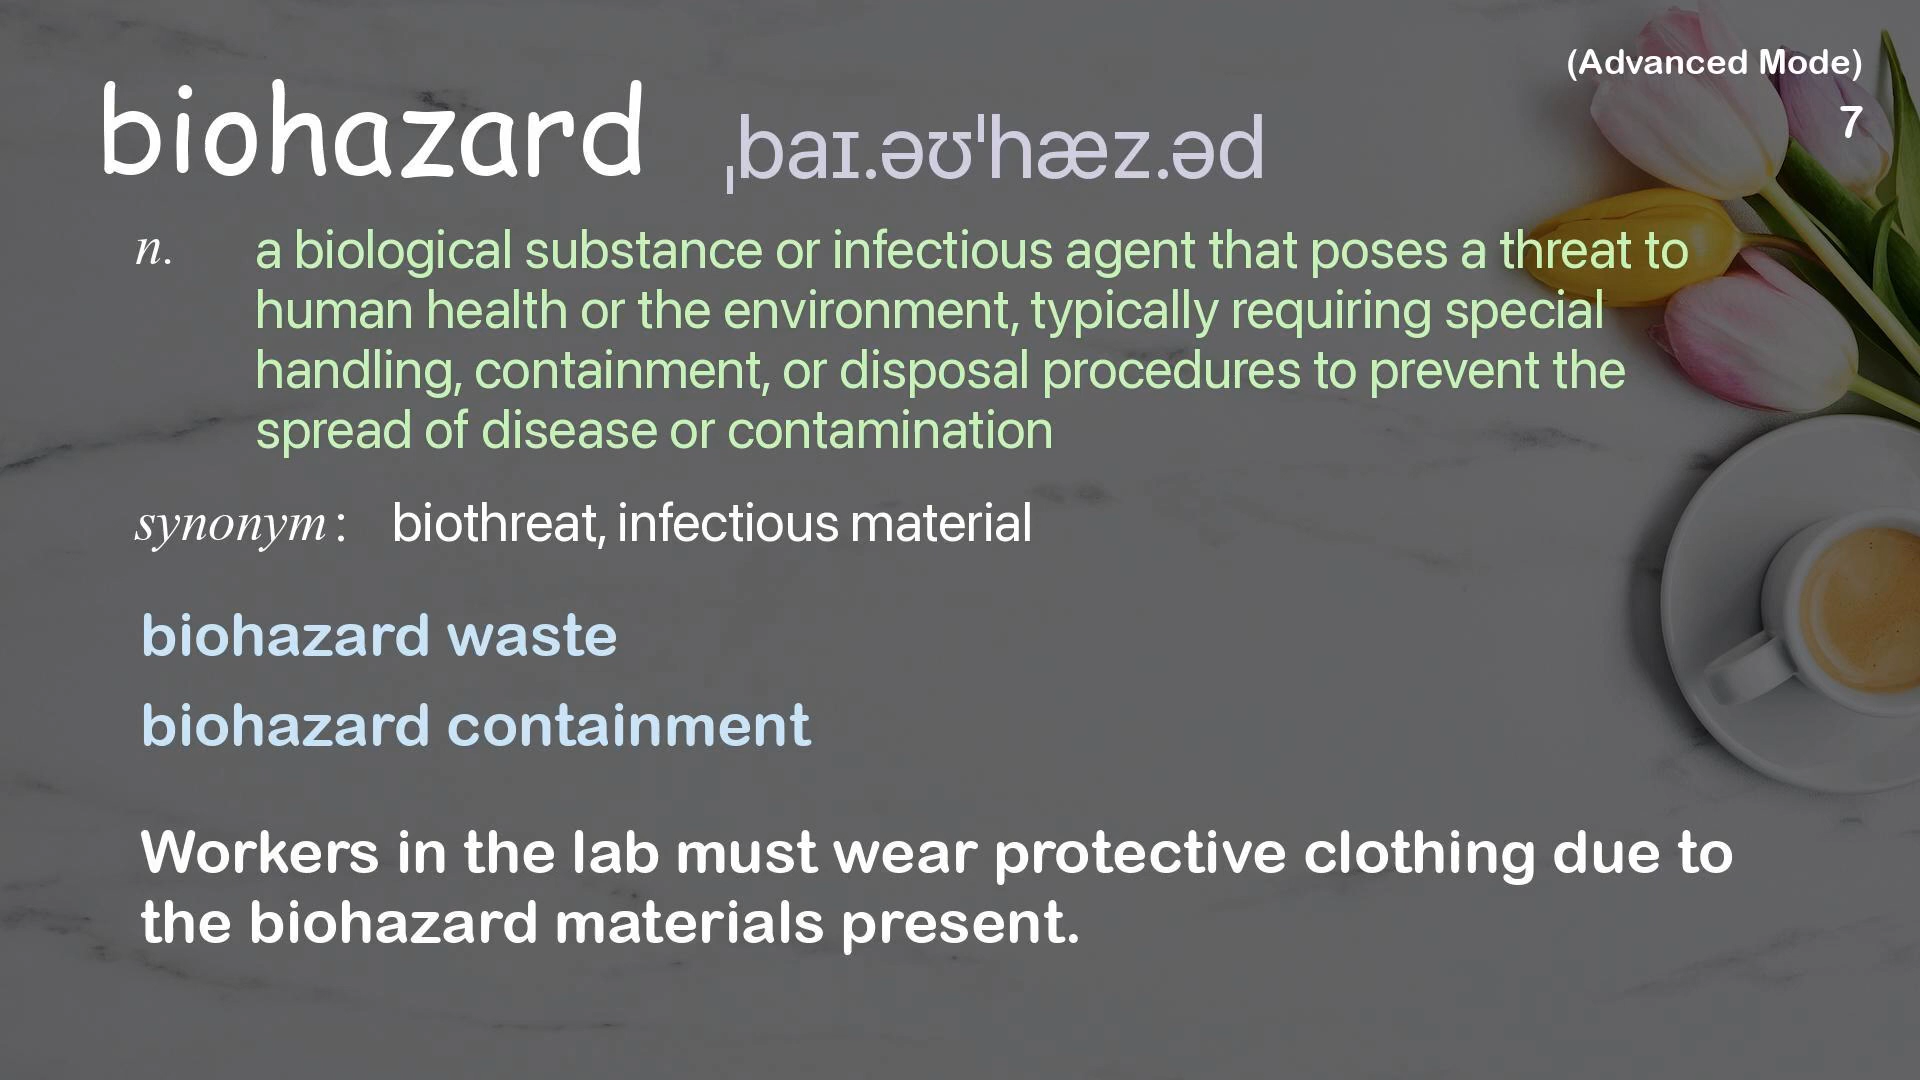 (Advanced Mode)
7
biohazard ˌbaɪ.əʊˈhæz.əd
n. a biological substance or infectious agent that poses a threat to
human health or the environment, typically requiring special
handling, containment, or disposal procedures to prevent the
spread of disease or contamination
synonym: biothreat, infectious material
biohazard waste
biohazard containment
Workers in the lab must wear protective clothing due to
the biohazard materials present.